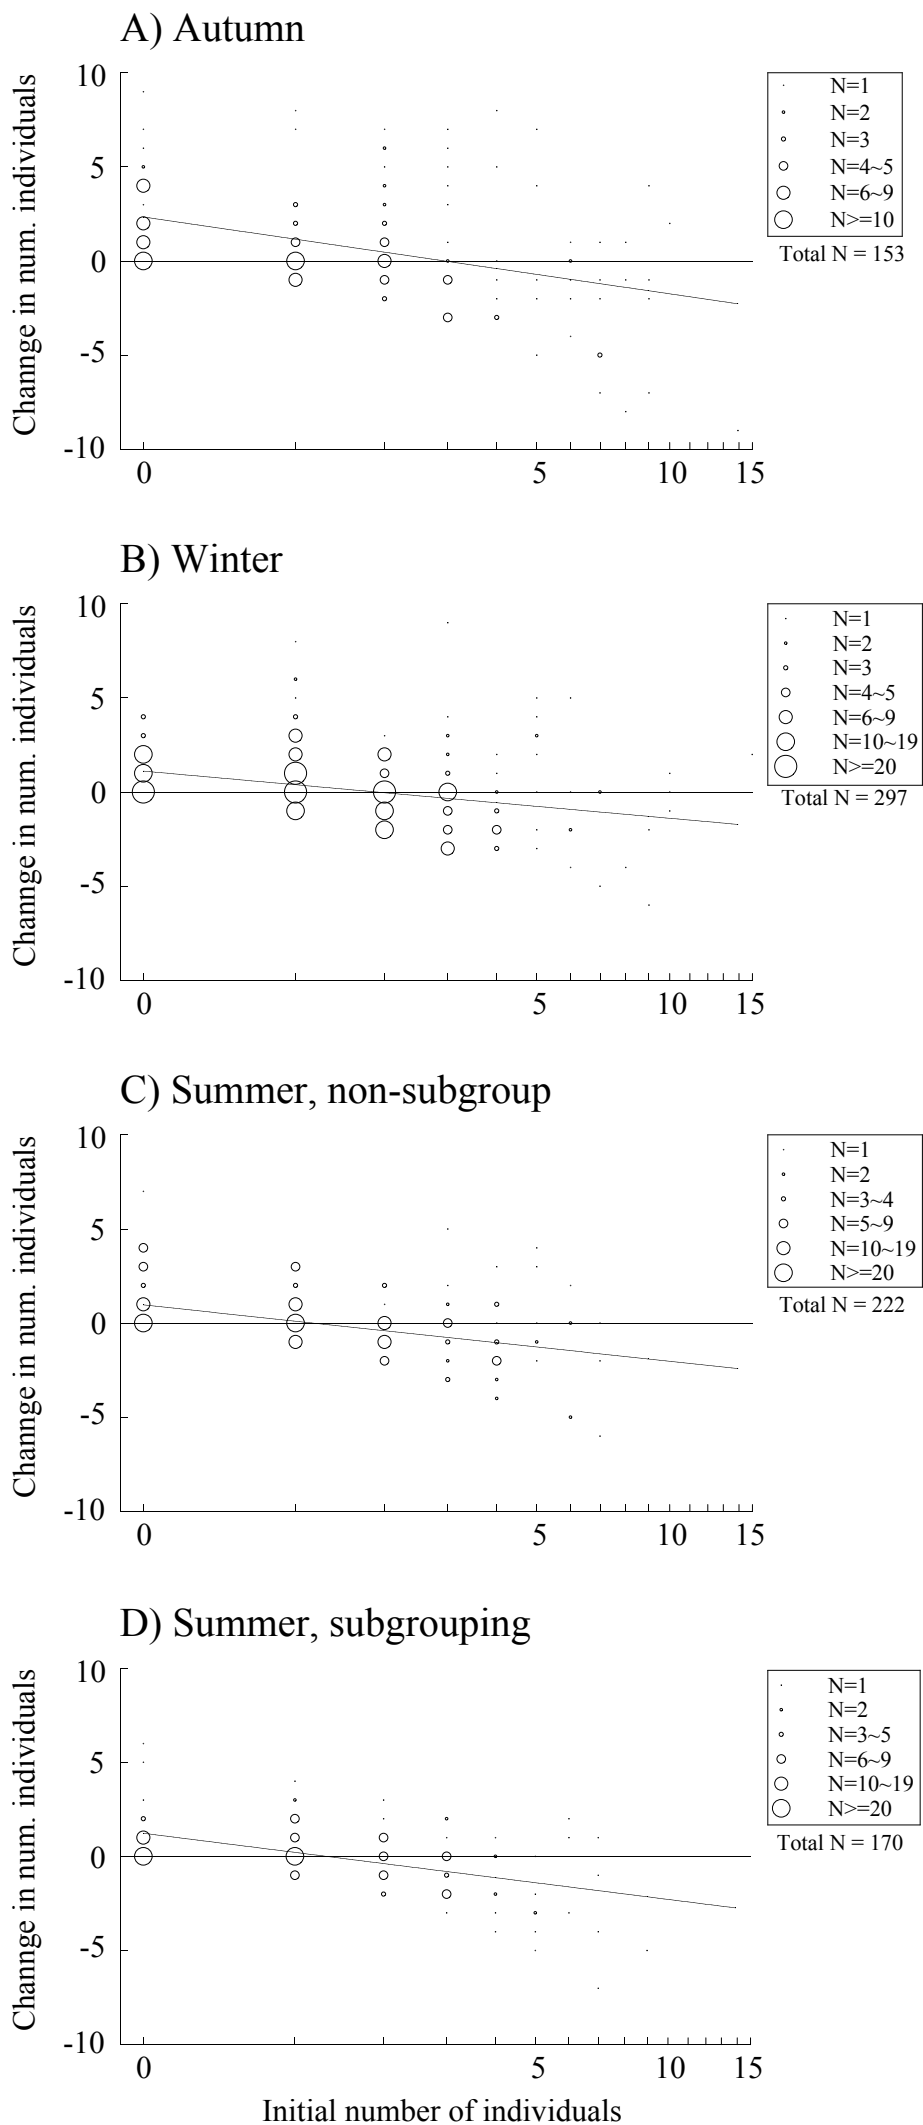 A) Autumn
Channge in num. individuals
10
5
0
-5
-10
0
5
10
15
N=1
N=2
N=3
N=4~5
N=6~9
N>=10
Total N = 153
B) Winter
Channge in num. individuals
10
5
0
-5
-10
0
5
10
15
N=1
N=2
N=3
N=4~5
N=6~9
N=10~19
N>=20
Total N = 297
C) Summer, non-subgroup
Channge in num. individuals
10
5
0
-5
-10
0
5
10
15
N=1
N=2
N=3~4
N=5~9
N=10~19
N>=20
Total N = 222
D) Summer, subgrouping
Channge in num. individuals
10
5
0
-5
-10
0
5
10
15
N=1
N=2
N=3~5
N=6~9
N=10~19
N>=20
Total N = 170
Initial number of individuals